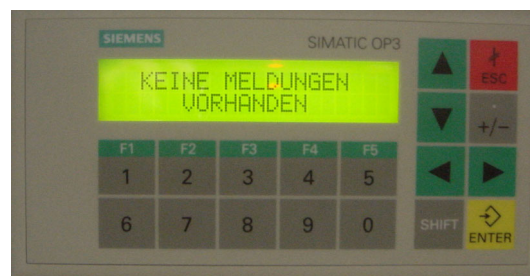 SIEMENS SIMATIC OP3
KEINE MELDUNGEN
VORHANDEN
ESC
+/-
F1 F2 F3 F4 F5
1 2 3 4 5
6 7 8 9 0
SHIFT ENTER